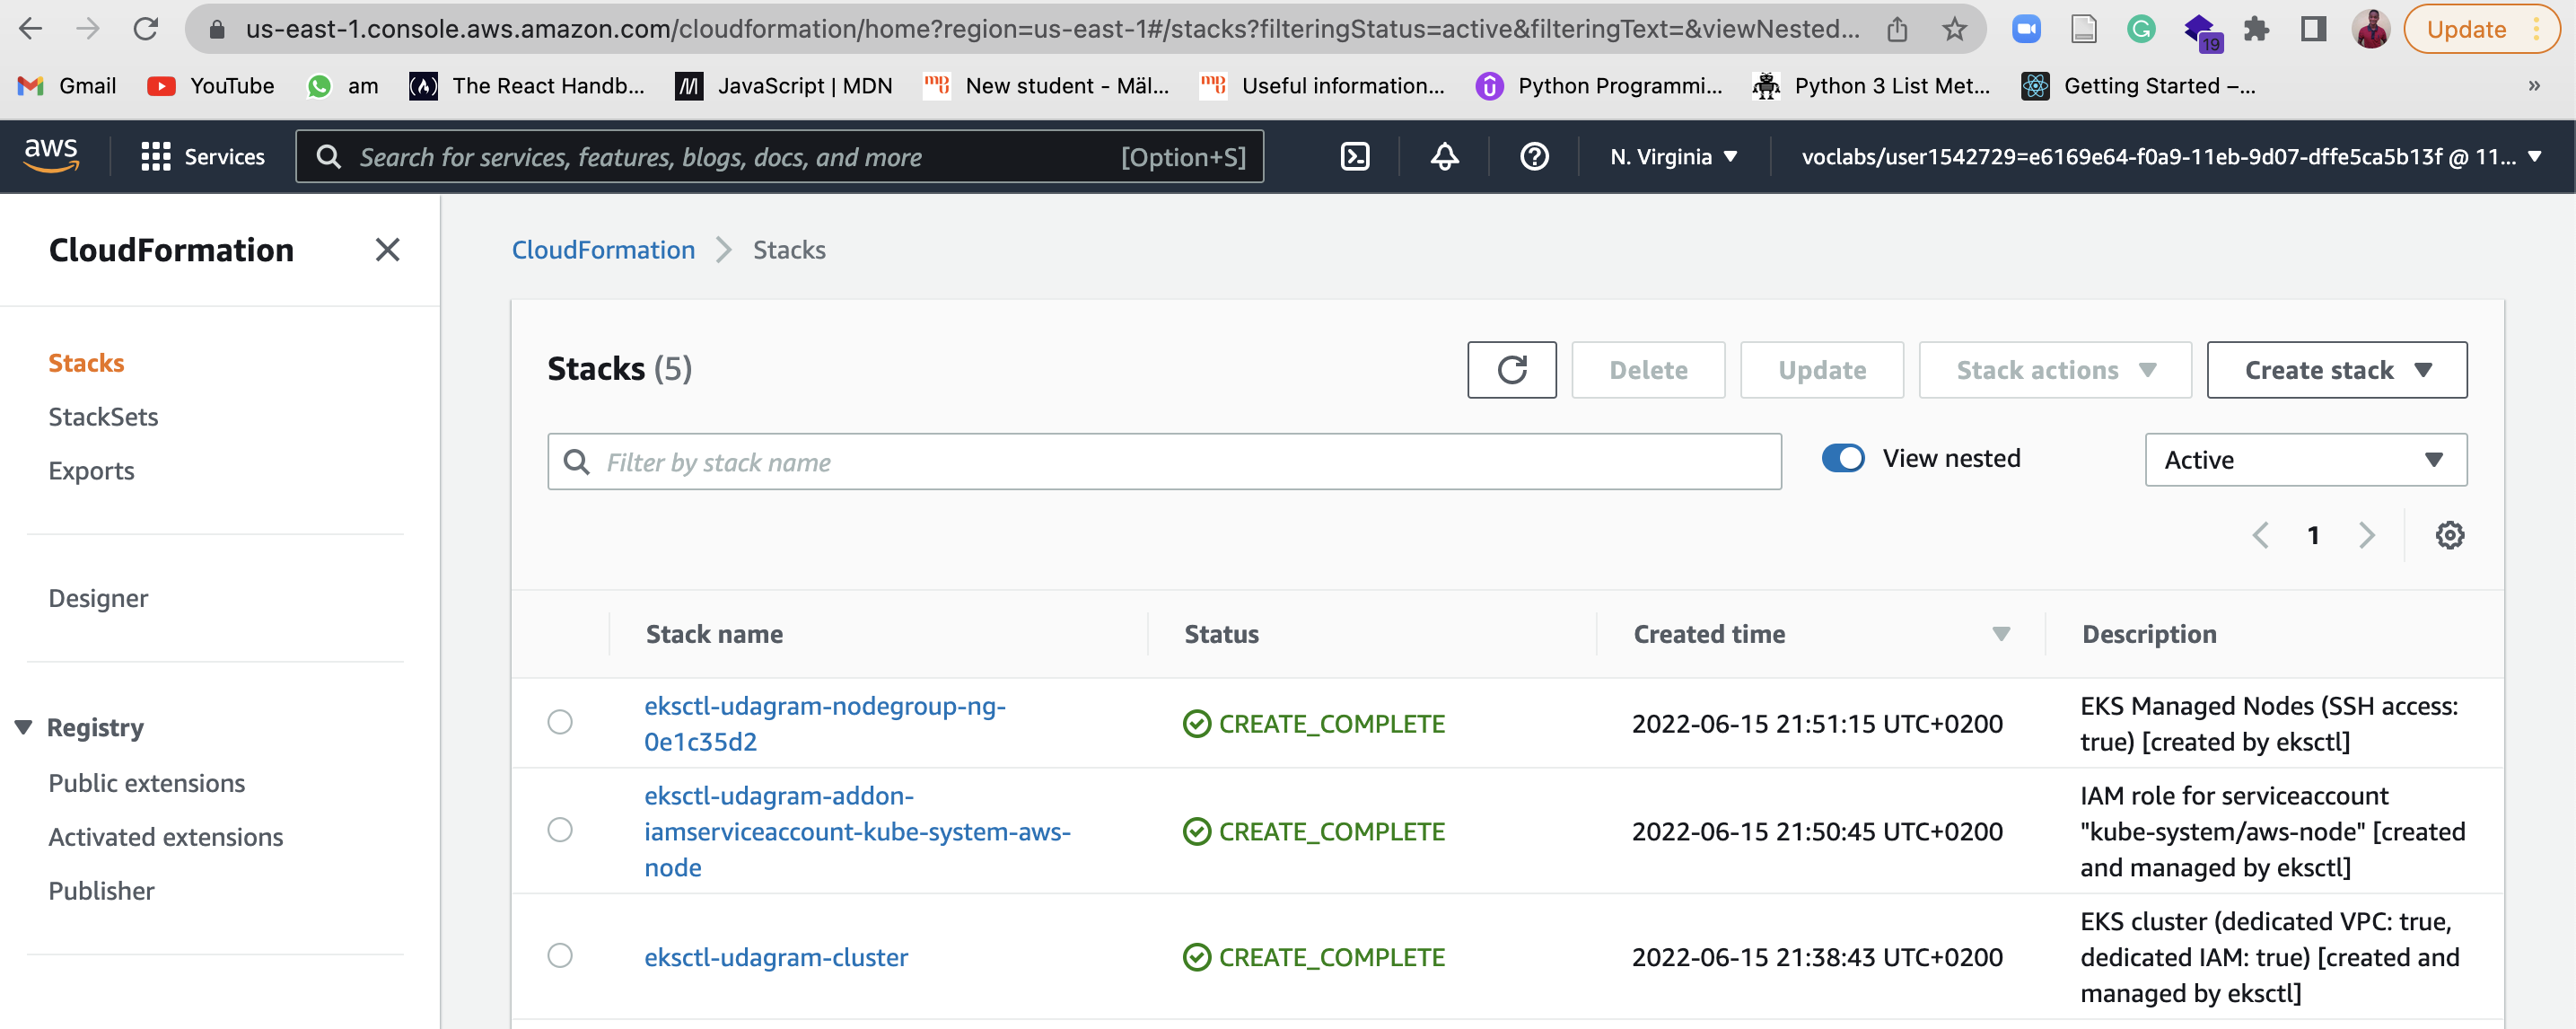 us-east-1.console.aws.amazon.com/cloudformation/home?region=us-east-1#/stacks?filteringStatus=active&filteringText=&viewNested...
19
Update
Gmail
YouTube
am
The React Handb...
JavaScript | MDN
New student - Mäl...
Useful information...
Python Programmi...
Python 3 List Met...
Getting Started –...
»
aws
Services
Search for services, features, blogs, docs, and more
[Option+S]
N. Virginia
voclabs/user1542729=e6169e64-f0a9-11eb-9d07-dffe5ca5b13f @ 11...
CloudFormation
Stacks
StackSets
Exports
Designer
Registry
Public extensions
Activated extensions
Publisher
CloudFormation
Stacks
Stacks (5)
Delete
Update
Stack actions
Create stack
Filter by stack name
View nested
Active
1
Stack name
Status
Created time
Description
eksctl-udagram-nodegroup-ng-
0e1c35d2
CREATE_COMPLETE
2022-06-15 21:51:15 UTC+0200
EKS Managed Nodes (SSH access:
true) [created by eksctl]
eksctl-udagram-addon-
iamserviceaccount-kube-system-aws-
node
CREATE_COMPLETE
2022-06-15 21:50:45 UTC+0200
IAM role for serviceaccount
"kube-system/aws-node" [created
and managed by eksctl]
eksctl-udagram-cluster
CREATE_COMPLETE
2022-06-15 21:38:43 UTC+0200
EKS cluster (dedicated VPC: true,
dedicated IAM: true) [created and
managed by eksctl]